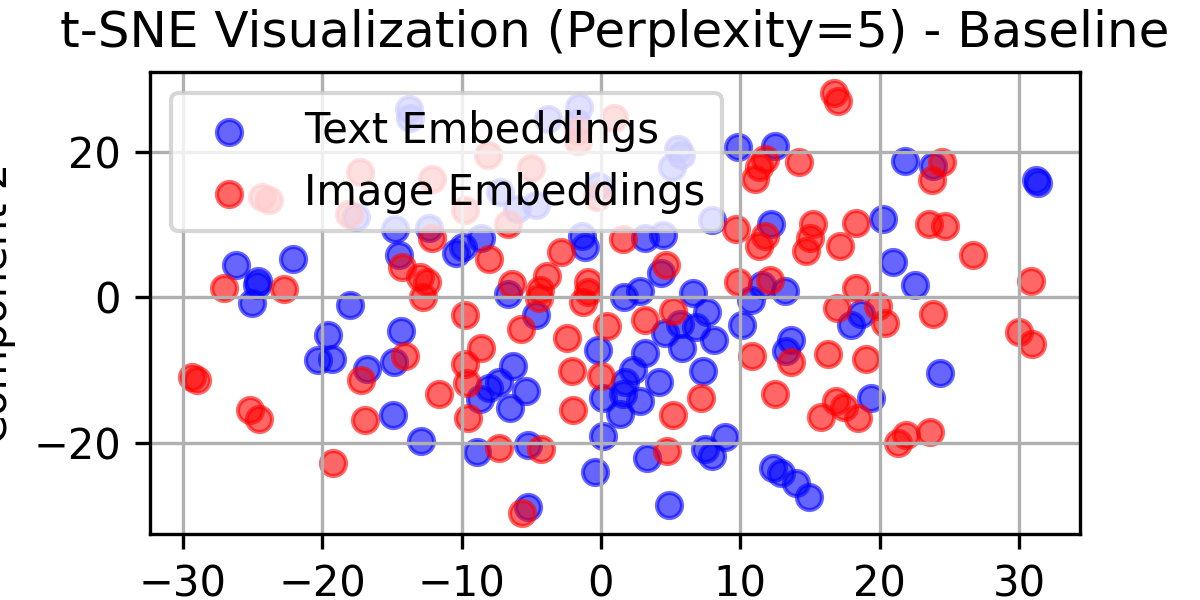 t-SNE Visualization (Perplexity=5) - Baseline
Text Embeddings
Image Embeddings
20
0
−20
−30 −20 −10 0 10 20 30